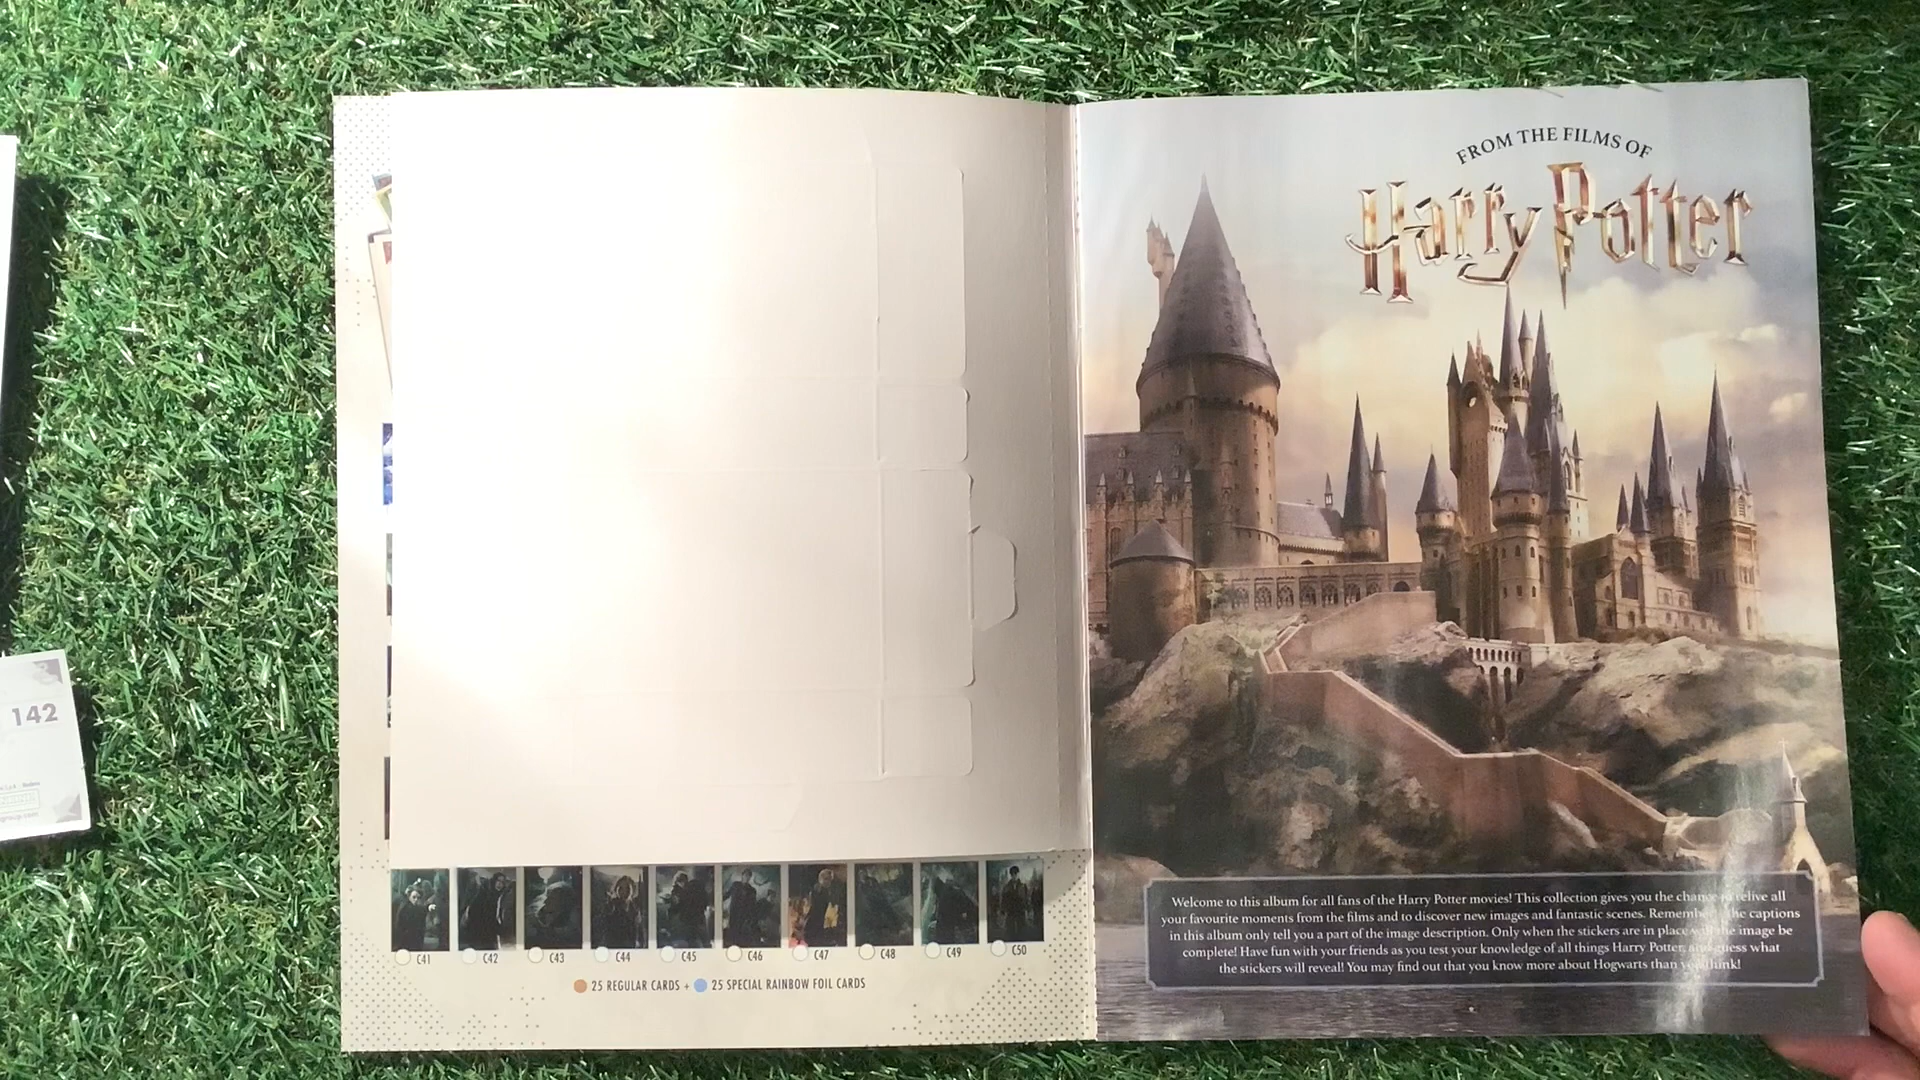 142
group.com
C41 C42 C43 C44 C45 C46 C47 C48 C49 C50
25 REGULAR CARDS + 25 SPECIAL RAINBOW FOIL CARDS
FROM THE FILMS OF
Harry Potter
Welcome to this album for all fans of the Harry Potter movies! This collection gives you the chance to relive all
your favourite moments from the films and to discover new images and fantastic scenes. Remember the captions
in this album only tell you a part of the image description. Only when the stickers are in place will the image be
complete! Have fun with your friends as you test your knowledge of all things Harry Potter, and guess what
the stickers will reveal! You may find out that you know more about Hogwarts than you think!